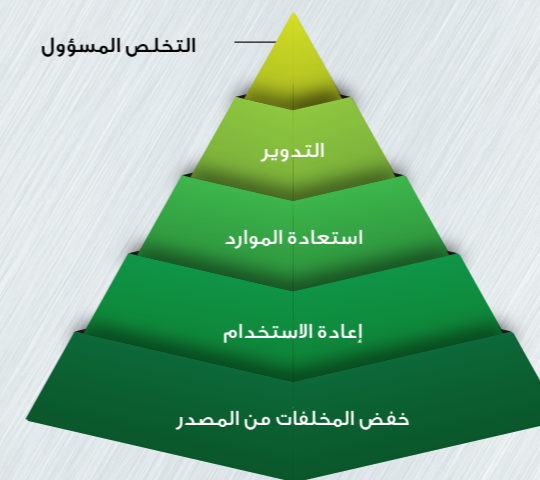 التخلص المسؤول
التدوير
استعادة الموارد
إعادة الاستخدام
خفض المخلفات من المصدر